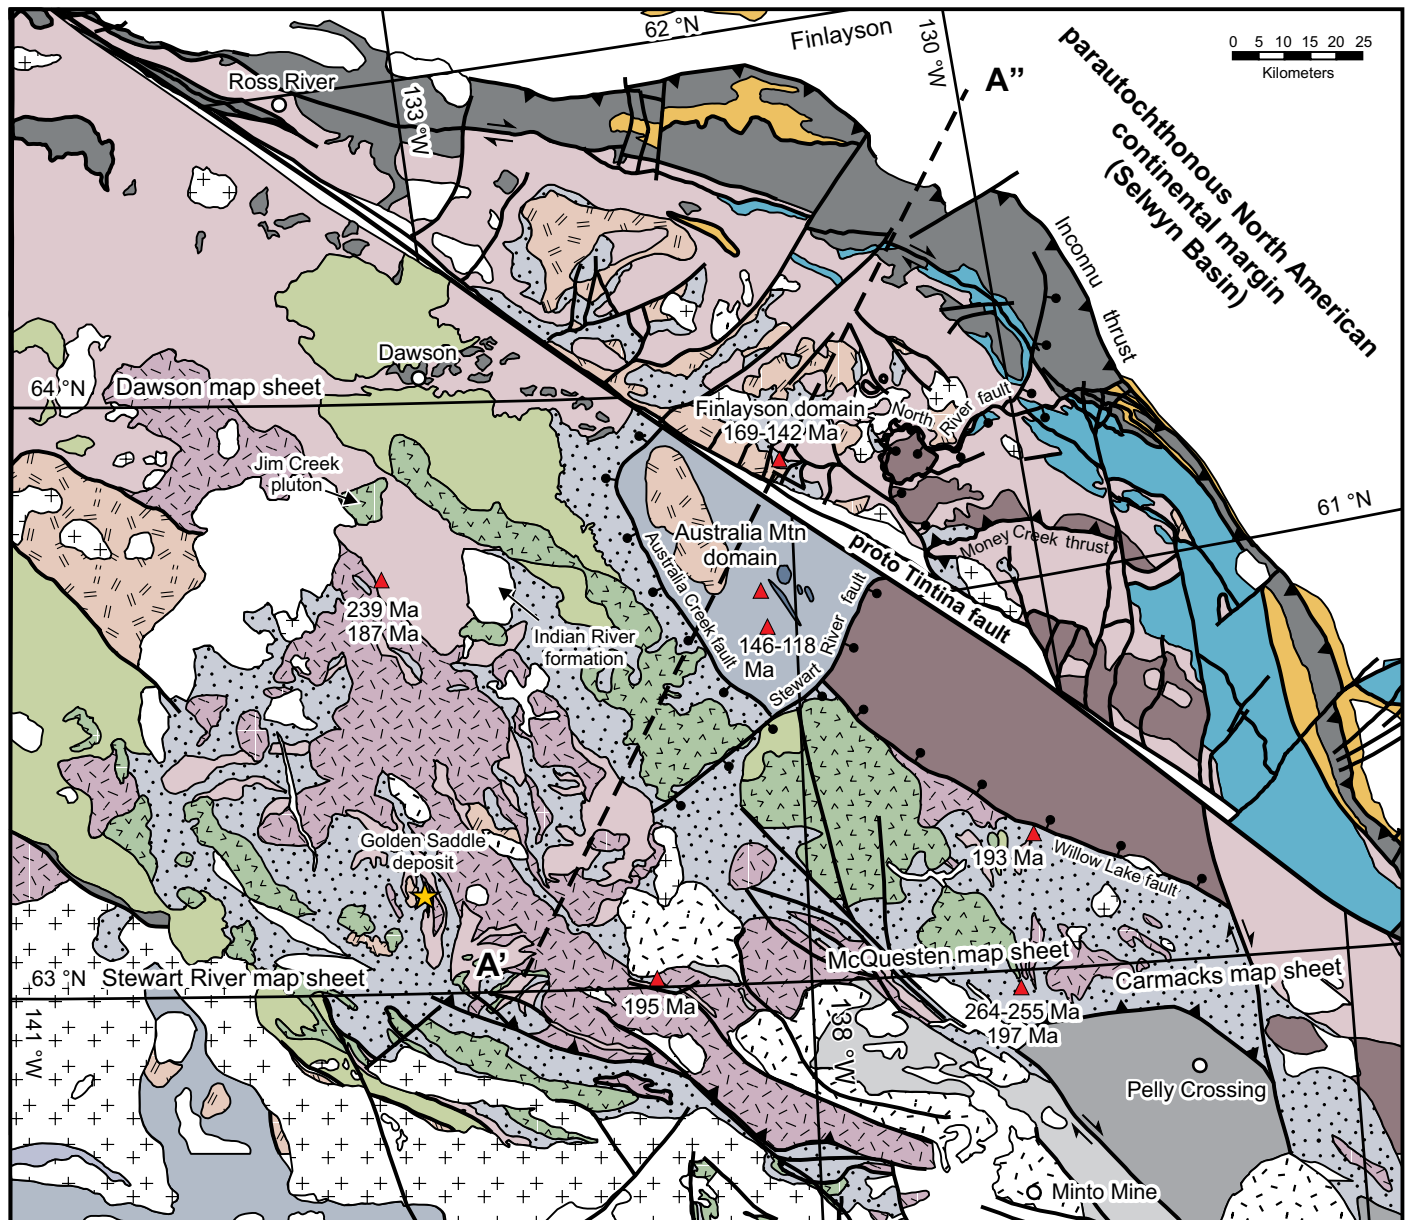 62 °N
Finlayson
130 °W
A”
parautochthonous North American
continental margin
(Selwyn Basin)
0 5 10 15 20 25
Kilometers
Ross River
133 °W
Inconnu
thrust
Dawson
64 °N
Dawson map sheet
Finlayson domain
169-142 Ma
North
River fault
Jim Creek
pluton
61 °N
Australia Mtn
domain
Money Creek thrust
proto Tintina fault
Australia Creek fault
239 Ma
187 Ma
Indian River
formation
146-118
Ma
Stewart
River
fault
Golden Saddle
deposit
193 Ma
Willow Lake fault
A’
McQuesten map sheet
63 °N
Stewart River map sheet
Carmacks map sheet
195 Ma
264-255 Ma
197 Ma
141 °W
138 °W
Pelly Crossing
Minto Mine